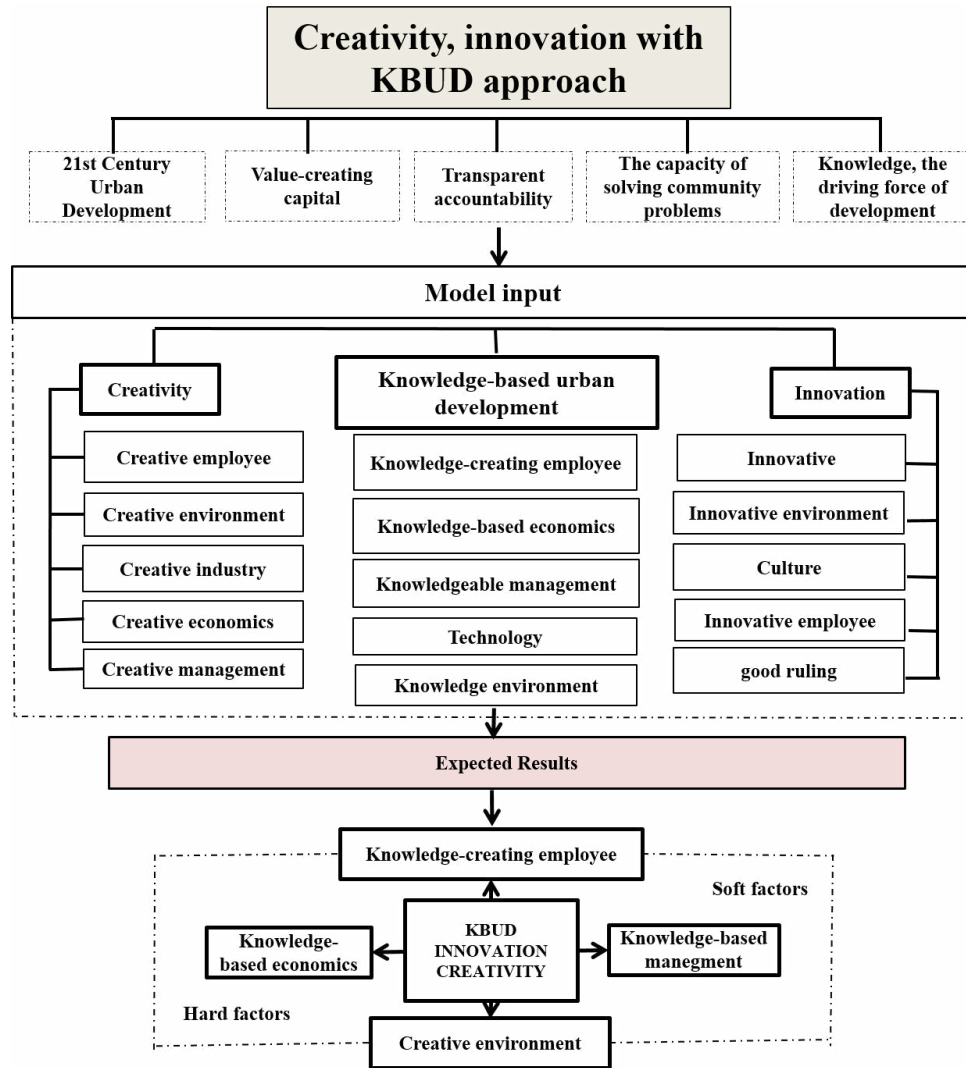 Creativity, innovation with
KBUD approach
21st Century
Urban
Development
Value-creating
capital
Transparent
accountability
The capacity of
solving community
problems
Knowledge, the
driving force of
development
Model input
Creativity
Knowledge-based urban
development
Innovation
Creative employee
Creative environment
Creative industry
Creative economics
Creative management
Knowledge-creating employee
Knowledge-based economics
Knowledgeable management
Technology
Knowledge environment
Innovative
Innovative environment
Culture
Innovative employee
good ruling
Expected Results
Knowledge-creating employee
Soft factors
Knowledge-
based economics
KBUD
INNOVATION
CREATIVITY
Knowledge-based
manegment
Hard factors
Creative environment